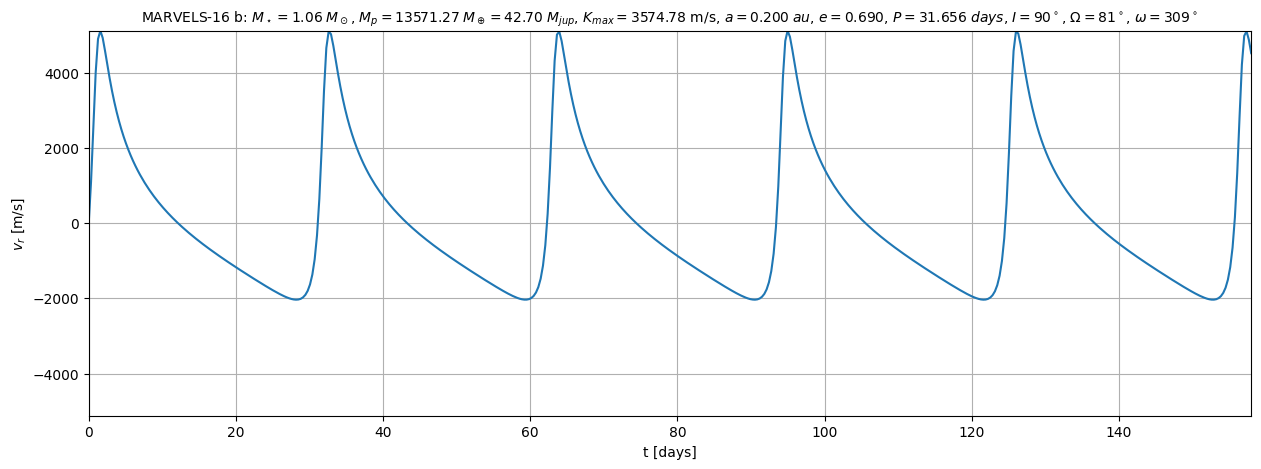 MARVELS-16 b: M⋆ = 1.06 M⊙, Mp = 13571.27 M⊕ = 42.70 Mjup, Kmax = 3574.78 m/s, a = 0.200 au, e = 0.690, P = 31.656 days, I = 90°, Ω = 81°, ω = 309°
4000
2000
0
−2000
−4000
vr [m/s]
0 20 40 60 80 100 120 140
t [days]